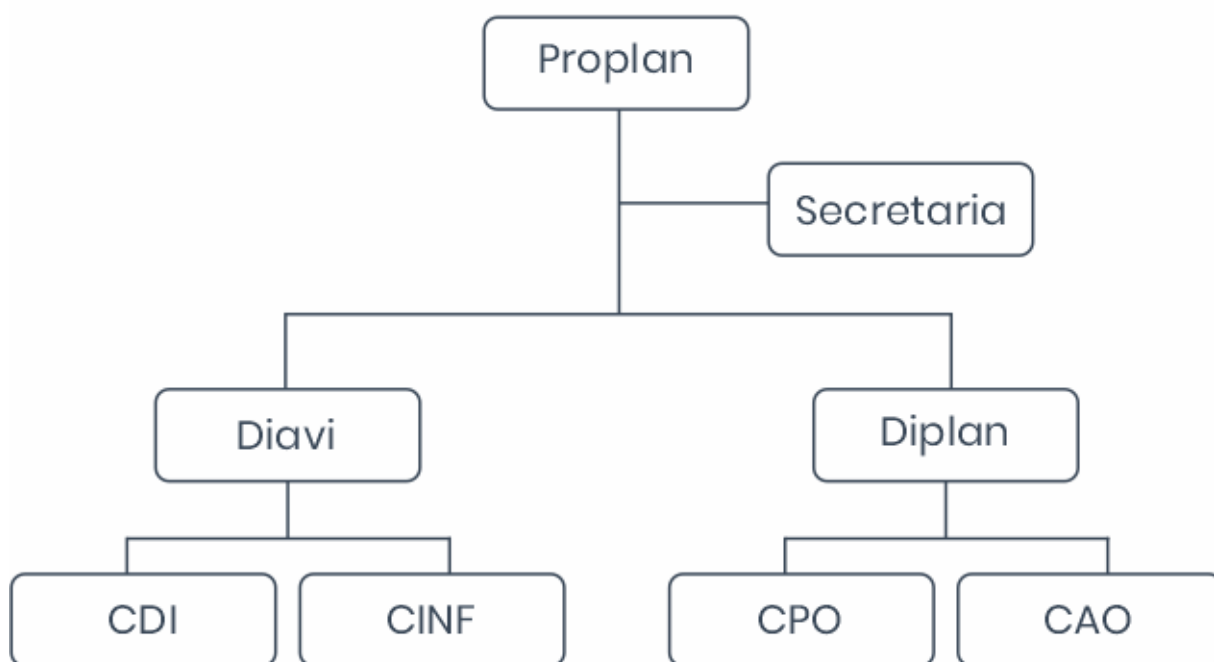 Proplan
Secretaria
Diavi
Diplan
CDI
CINF
CPO
CAO